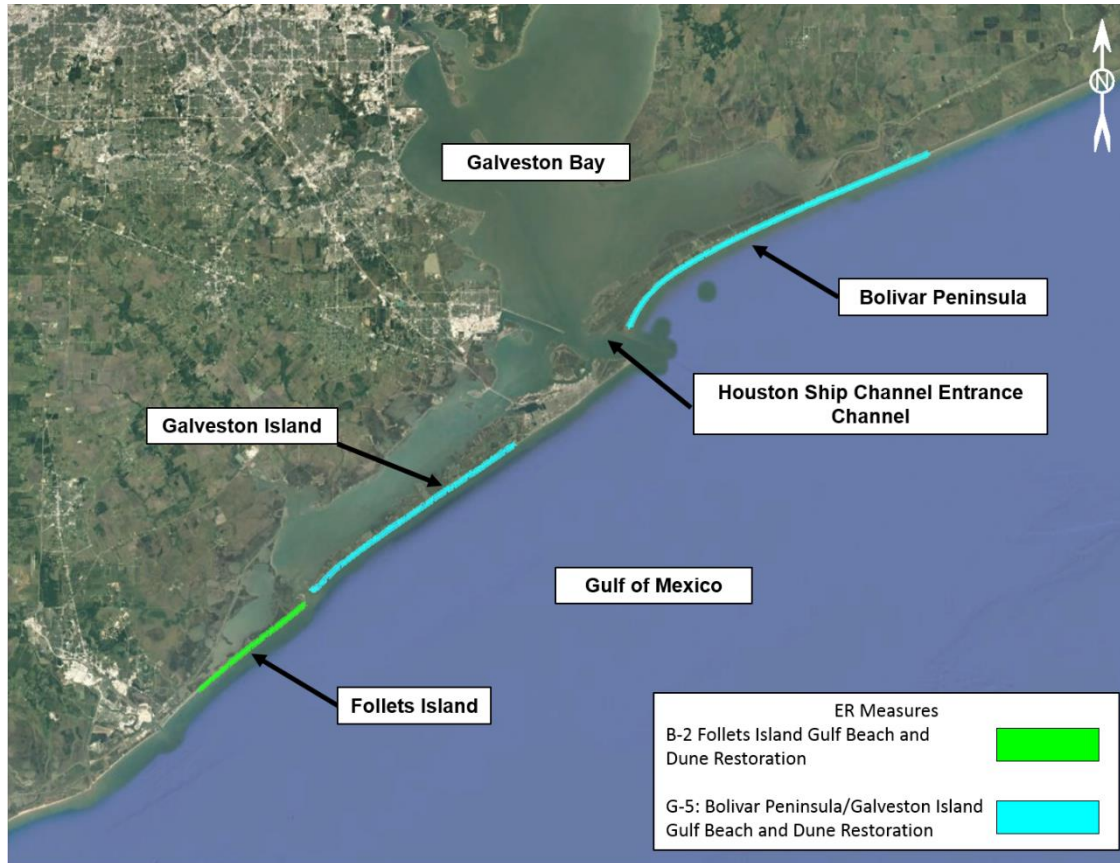 N
Galveston Bay
Bolivar Peninsula
Houston Ship Channel Entrance
Channel
Galveston Island
Gulf of Mexico
Follets Island
ER Measures
B-2 Follets Island Gulf Beach and
Dune Restoration
G-5: Bolivar Peninsula/Galveston Island
Gulf Beach and Dune Restoration